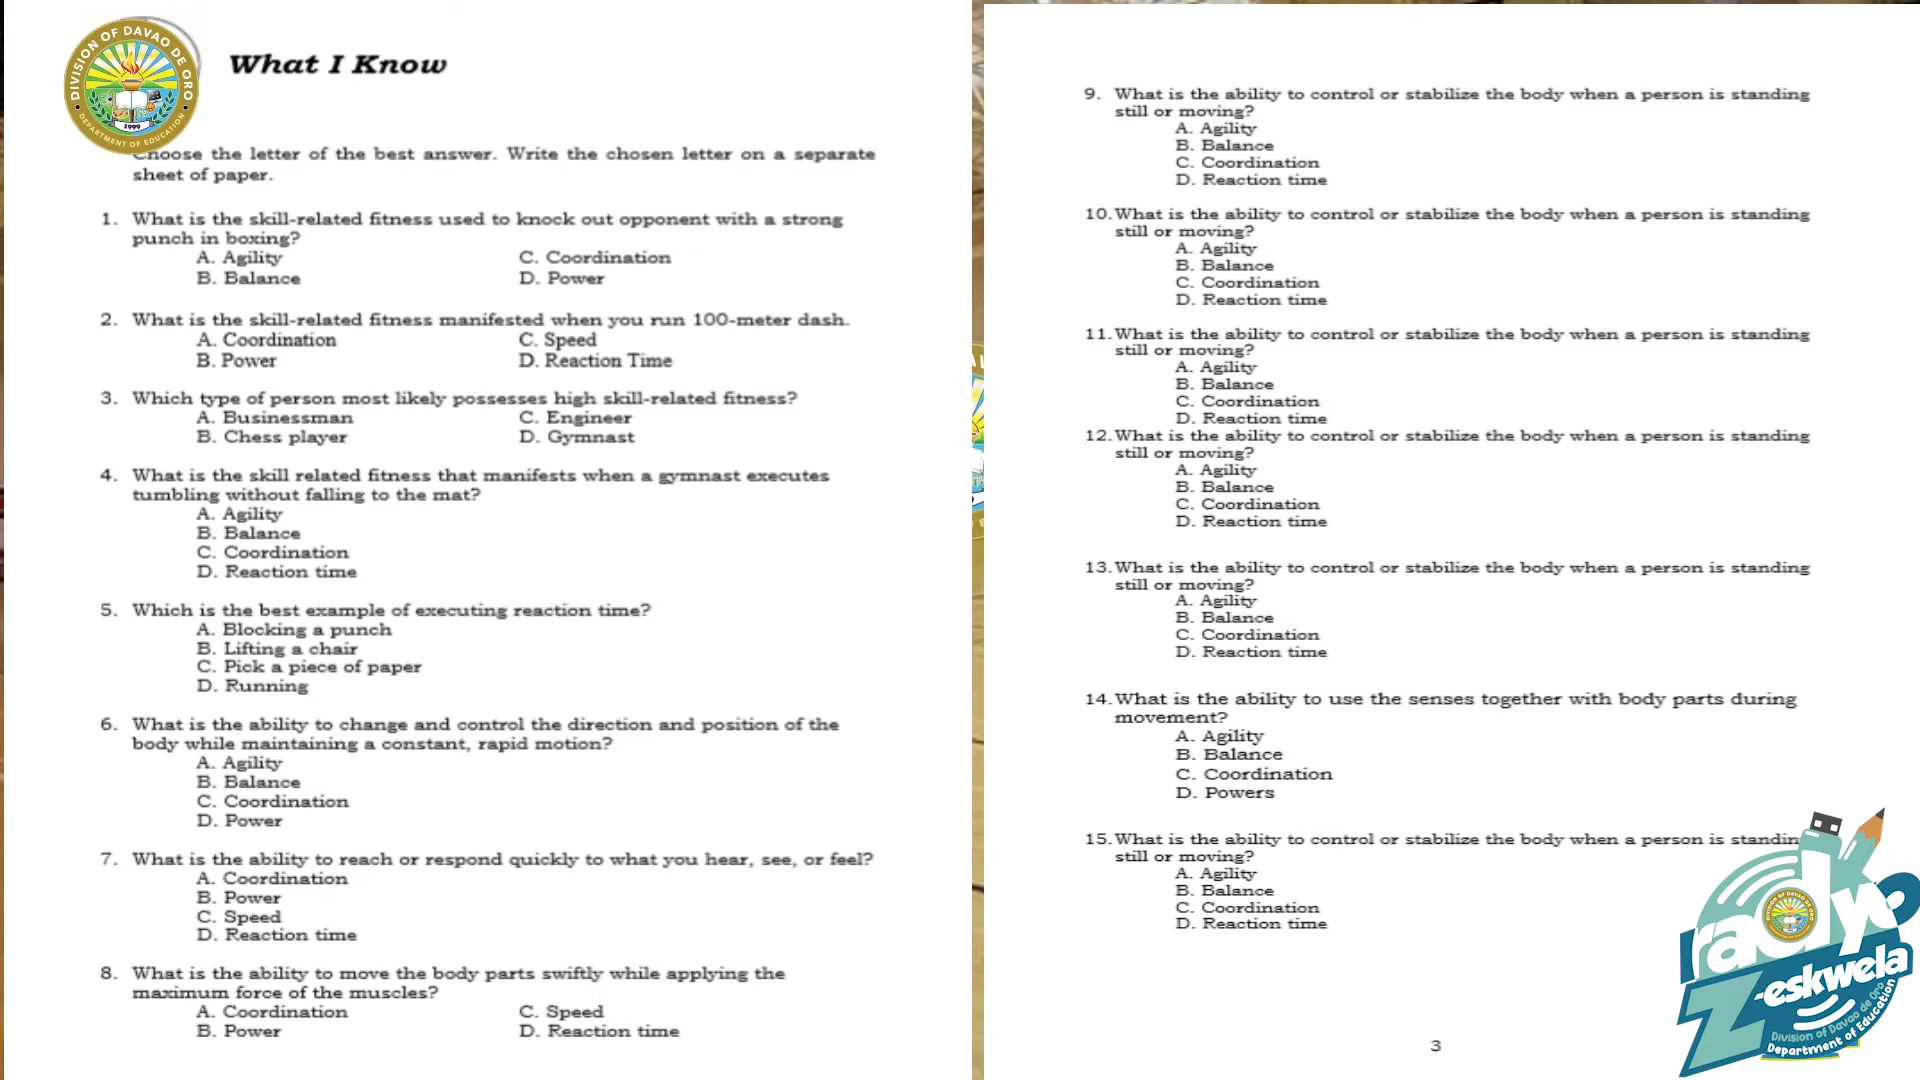 DIVISION OF DAVAO DE ORO
1999
DEPARTMENT OF EDUCATION
What I Know
Choose the letter of the best answer. Write the chosen letter on a separate
sheet of paper.
1. What is the skill-related fitness used to knock out opponent with a strong
punch in boxing?
A. Agility C. Coordination
B. Balance D. Power
2. What is the skill-related fitness manifested when you run 100-meter dash.
A. Coordination C. Speed
B. Power D. Reaction Time
3. Which type of person most likely possesses high skill-related fitness?
A. Businessman C. Engineer
B. Chess player D. Gymnast
4. What is the skill related fitness that manifests when a gymnast executes
tumbling without falling to the mat?
A. Agility
B. Balance
C. Coordination
D. Reaction time
5. Which is the best example of executing reaction time?
A. Blocking a punch
B. Lifting a chair
C. Pick a piece of paper
D. Running
6. What is the ability to change and control the direction and position of the
body while maintaining a constant, rapid motion?
A. Agility
B. Balance
C. Coordination
D. Power
7. What is the ability to reach or respond quickly to what you hear, see, or feel?
A. Coordination
B. Power
C. Speed
D. Reaction time
8. What is the ability to move the body parts swiftly while applying the
maximum force of the muscles?
A. Coordination C. Speed
B. Power D. Reaction time
9. What is the ability to control or stabilize the body when a person is standing
still or moving?
A. Agility
B. Balance
C. Coordination
D. Reaction time
10. What is the ability to control or stabilize the body when a person is standing
still or moving?
A. Agility
B. Balance
C. Coordination
D. Reaction time
11. What is the ability to control or stabilize the body when a person is standing
still or moving?
A. Agility
B. Balance
C. Coordination
D. Reaction time
12. What is the ability to control or stabilize the body when a person is standing
still or moving?
A. Agility
B. Balance
C. Coordination
D. Reaction time
13. What is the ability to control or stabilize the body when a person is standing
still or moving?
A. Agility
B. Balance
C. Coordination
D. Reaction time
14. What is the ability to use the senses together with body parts during
movement?
A. Agility
B. Balance
C. Coordination
D. Powers
15. What is the ability to control or stabilize the body when a person is standin
still or moving?
A. Agility
B. Balance
C. Coordination
D. Reaction time
3
radyo
Z-eskwela
Division of Davao de Oro
Department of Education